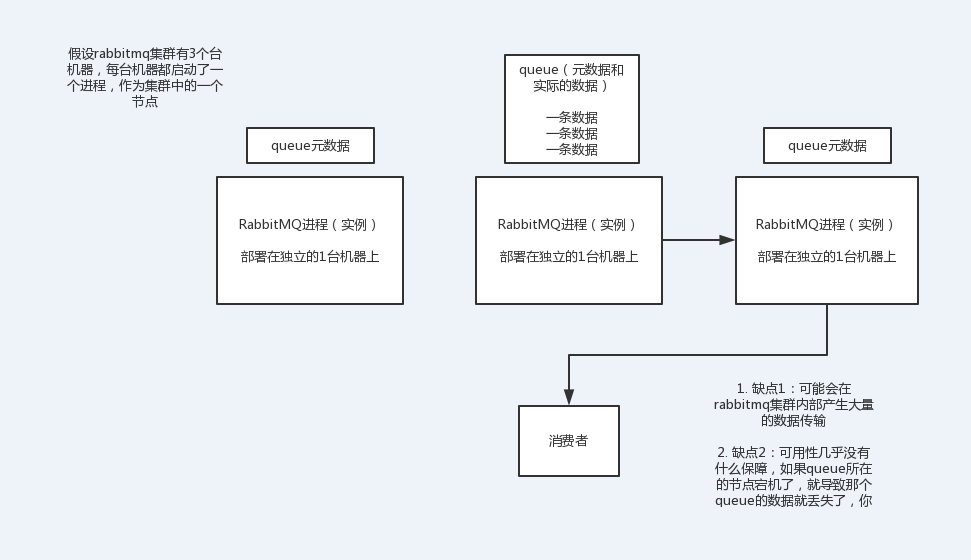 假设rabbitmq集群有3个台
机器，每台机器都启动了一
个进程，作为集群中的一个
节点
queue元数据
queue（元数据和
实际的数据）
一条数据
一条数据
一条数据
queue元数据
RabbitMQ进程（实例）
部署在独立的1台机器上
RabbitMQ进程（实例）
部署在独立的1台机器上
RabbitMQ进程（实例）
部署在独立的1台机器上
消费者
1. 缺点1：可能会在
rabbitmq集群内部产生大量
的数据传输
2. 缺点2：可用性几乎没有
什么保障，如果queue所在
的节点宕机了，就导致那个
queue的数据就丢失了，你